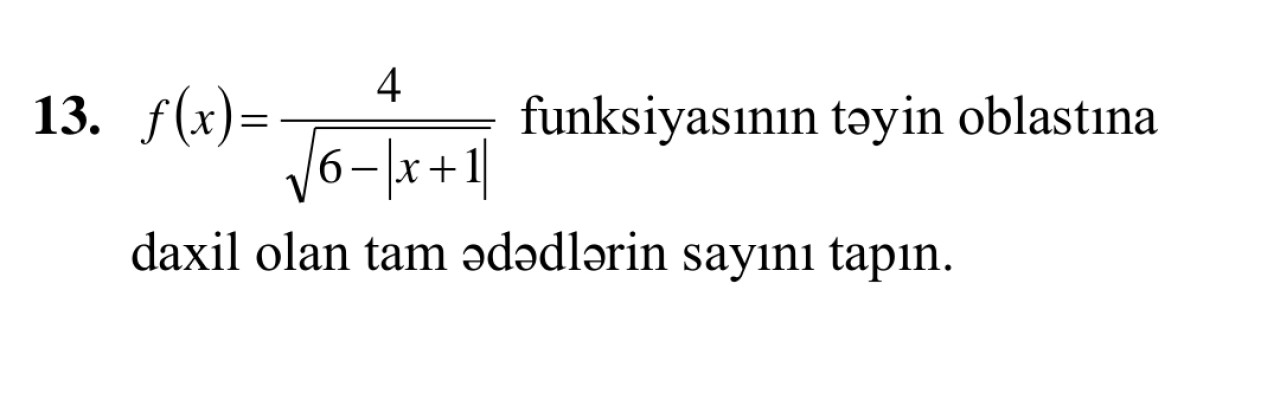 13. f(x)= 4/√(6−|x+1|) funksiyasının təyin oblastına
daxil olan tam ədədlərin sayını tapın.